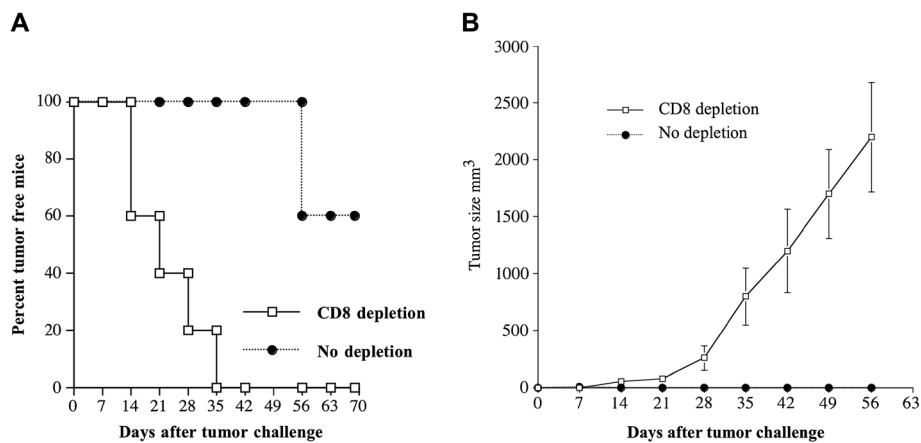 A
Percent tumor free mice
100
80
60
40
20
0
CD8 depletion
No depletion
0 7 14 21 28 35 42 49 56 63 70
Days after tumor challenge
B
Tumor size mm³
3000
2500
2000
1500
1000
500
0
CD8 depletion
No depletion
0 7 14 21 28 35 42 49 56 63
Days after tumor challenge